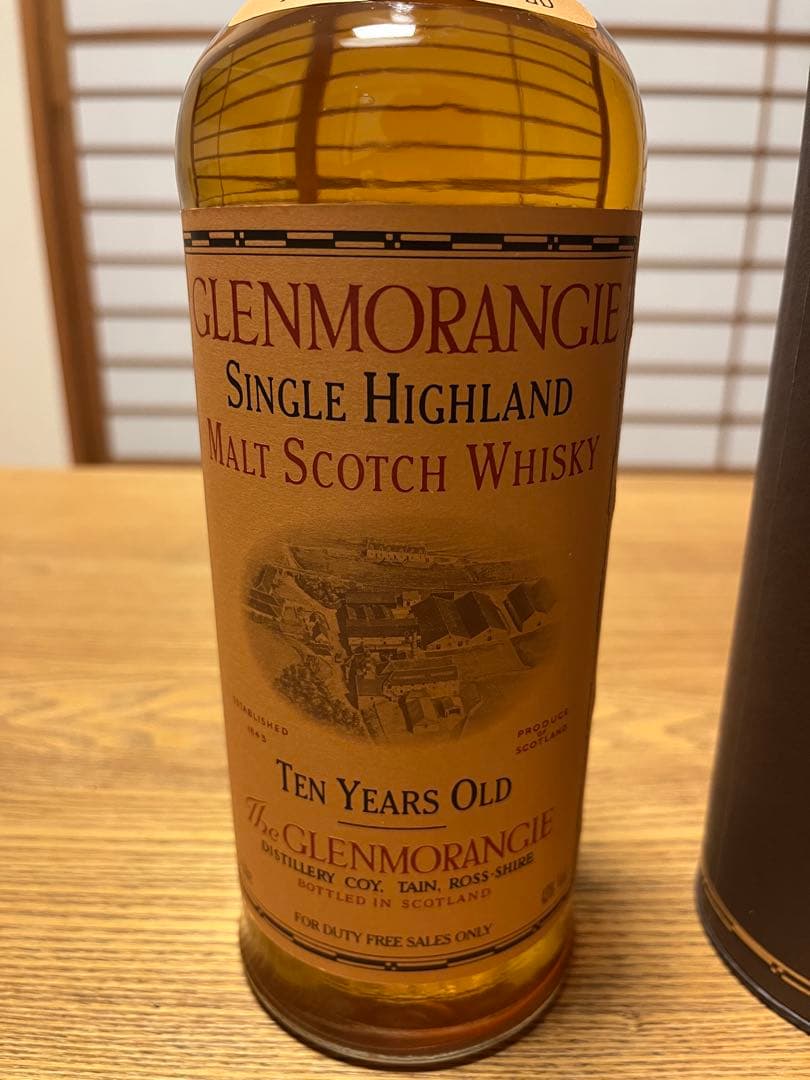 GLENMORANGIE
SINGLE HIGHLAND
MALT SCOTCH WHISKY
ESTABLISHED
1843
PRODUCE
OF
SCOTLAND
TEN YEARS OLD
The GLENMORANGIE
DISTILLERY COY, TAIN, ROSS-SHIRE
BOTTLED IN SCOTLAND
FOR DUTY FREE SALES ONLY